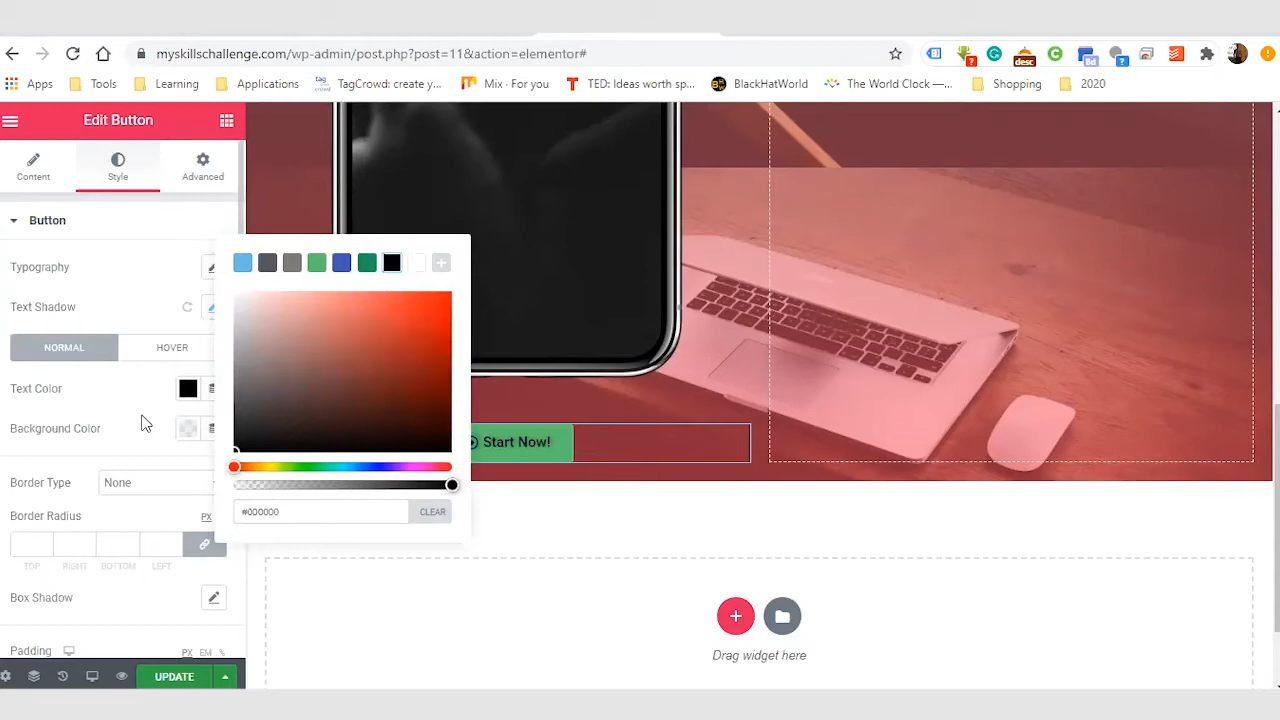 myskillschallenge.com/wp-admin/post.php?post=11&action=elementor#
desc
Bd
?
?
Apps
Tools
Learning
Applications
TagCrowd: create y...
Mix - For you
TED: Ideas worth sp...
BlackHatWorld
The World Clock —...
Shopping
2020
Edit Button
Content
Style
Advanced
Button
Typography
Text Shadow
NORMAL
HOVER
Text Color
Background Color
Start Now!
Border Type
None
Border Radius
PX
#000000
CLEAR
TOP
RIGHT
BOTTOM
LEFT
Box Shadow
Padding
PX EM %
Drag widget here
UPDATE